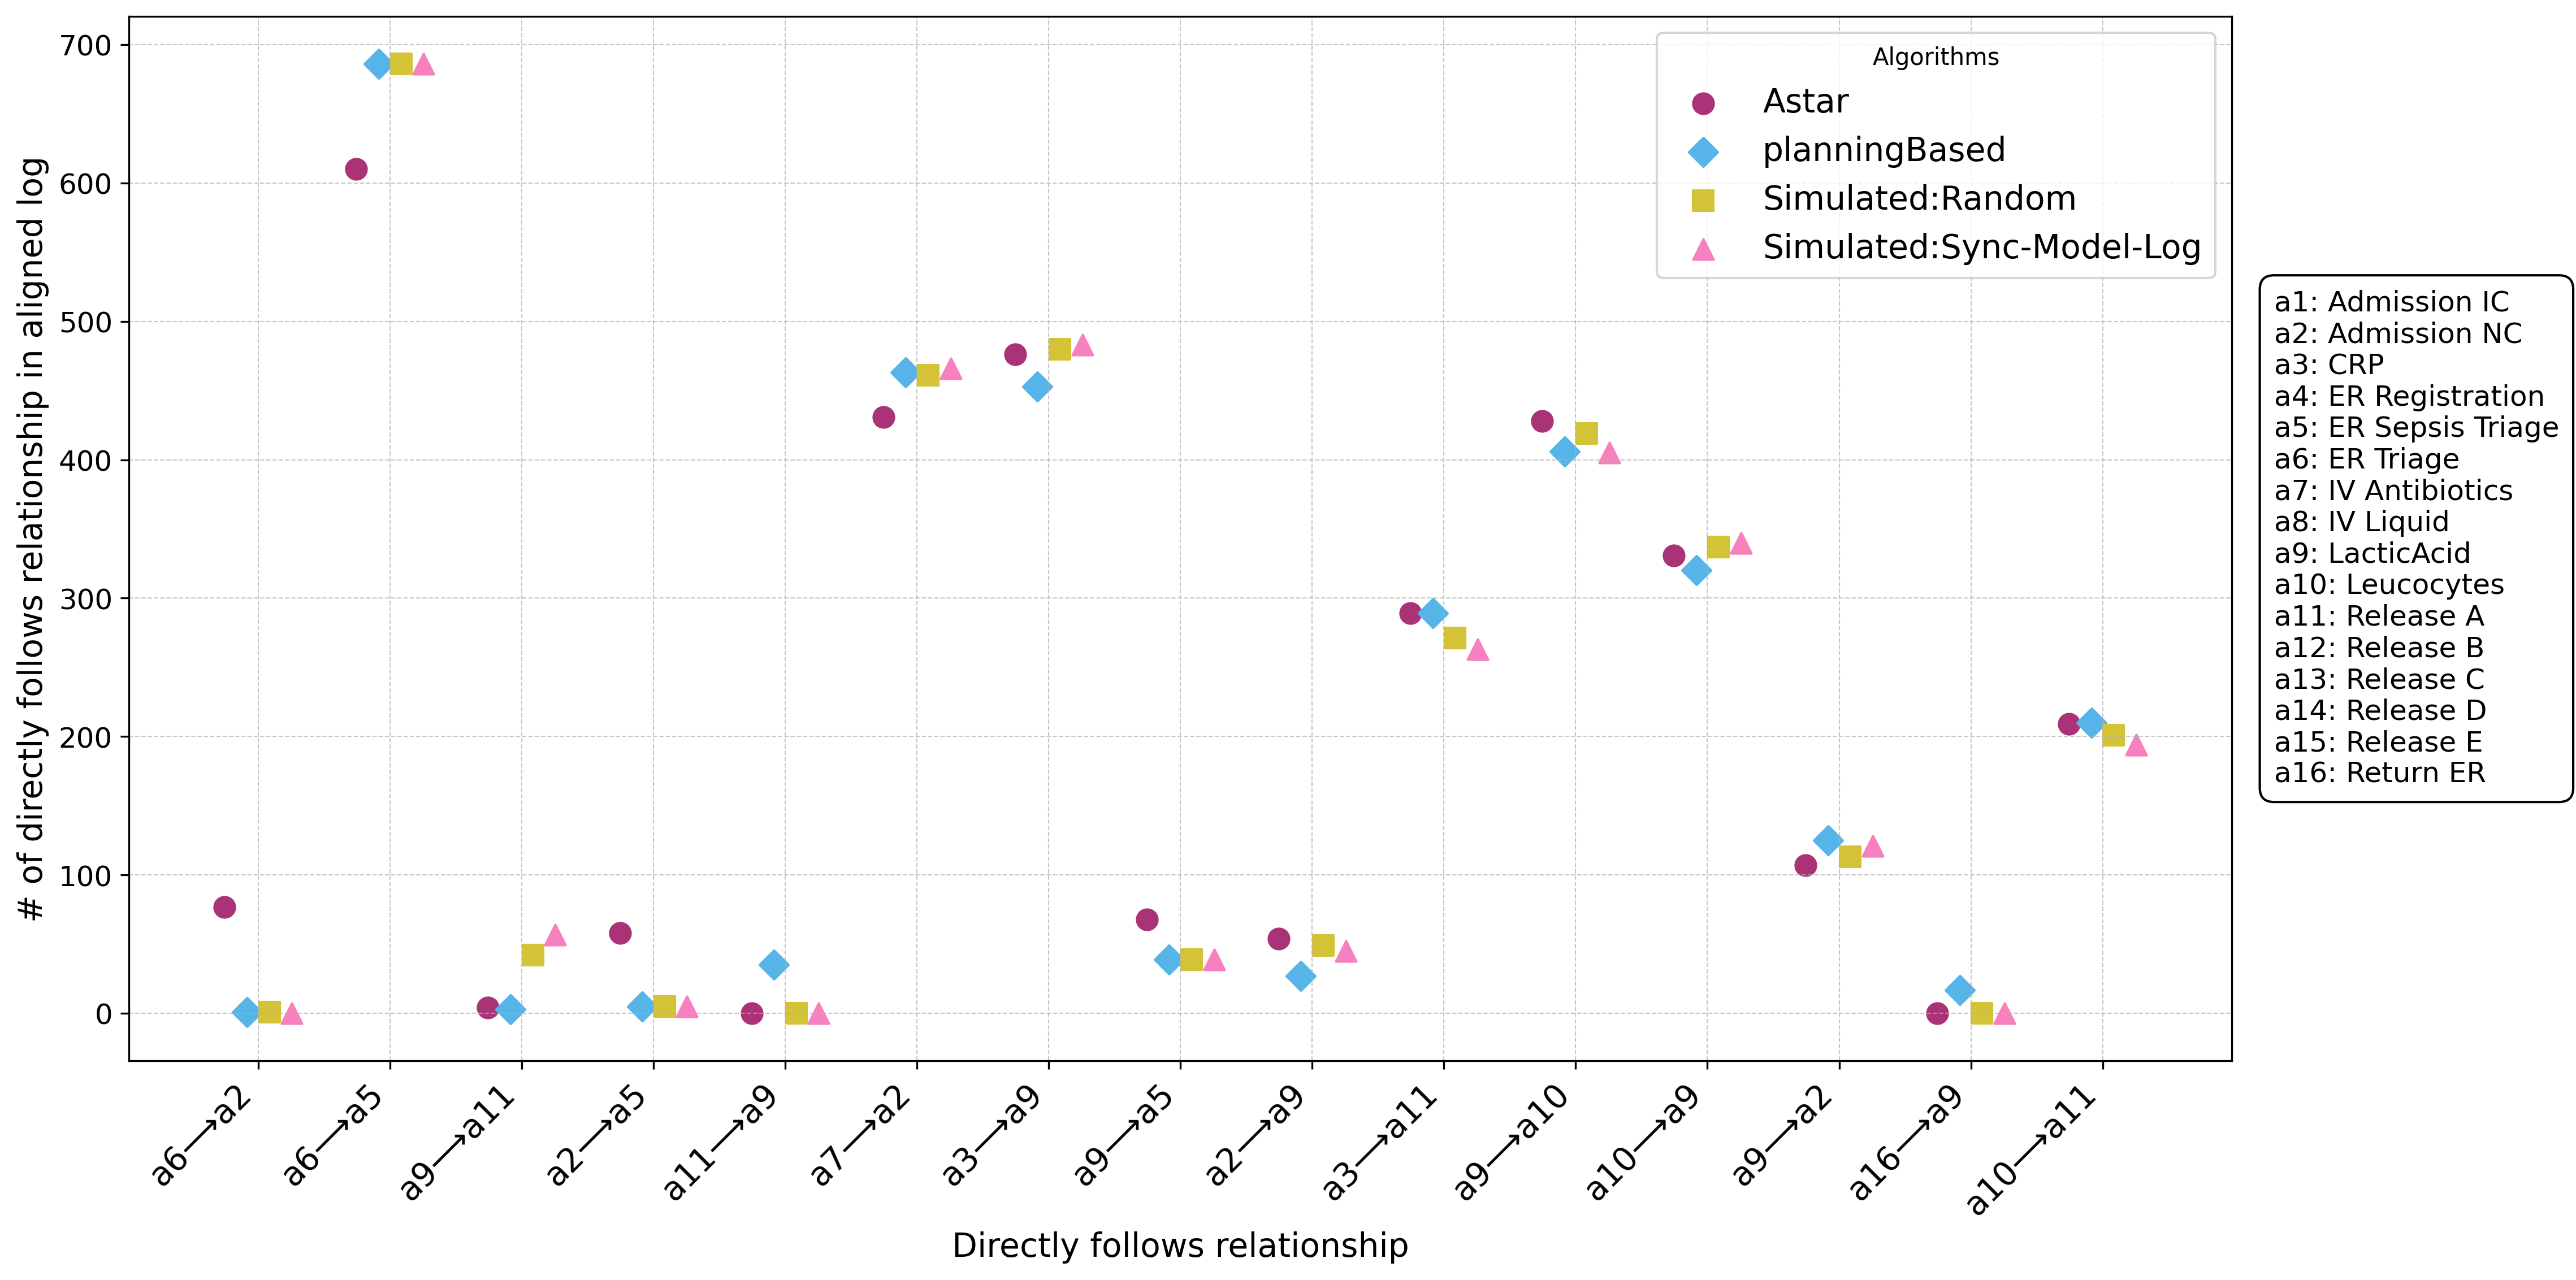 # of directly follows relationship in aligned log
700
600
500
400
300
200
100
0
Algorithms
Astar
planningBased
Simulated:Random
Simulated:Sync-Model-Log
a1: Admission IC
a2: Admission NC
a3: CRP
a4: ER Registration
a5: ER Sepsis Triage
a6: ER Triage
a7: IV Antibiotics
a8: IV Liquid
a9: LacticAcid
a10: Leucocytes
a11: Release A
a12: Release B
a13: Release C
a14: Release D
a15: Release E
a16: Return ER
a6→a2
a6→a5
a9→a11
a2→a5
a11→a9
a7→a2
a3→a9
a9→a5
a2→a9
a3→a11
a9→a10
a10→a9
a9→a2
a16→a9
a10→a11
Directly follows relationship